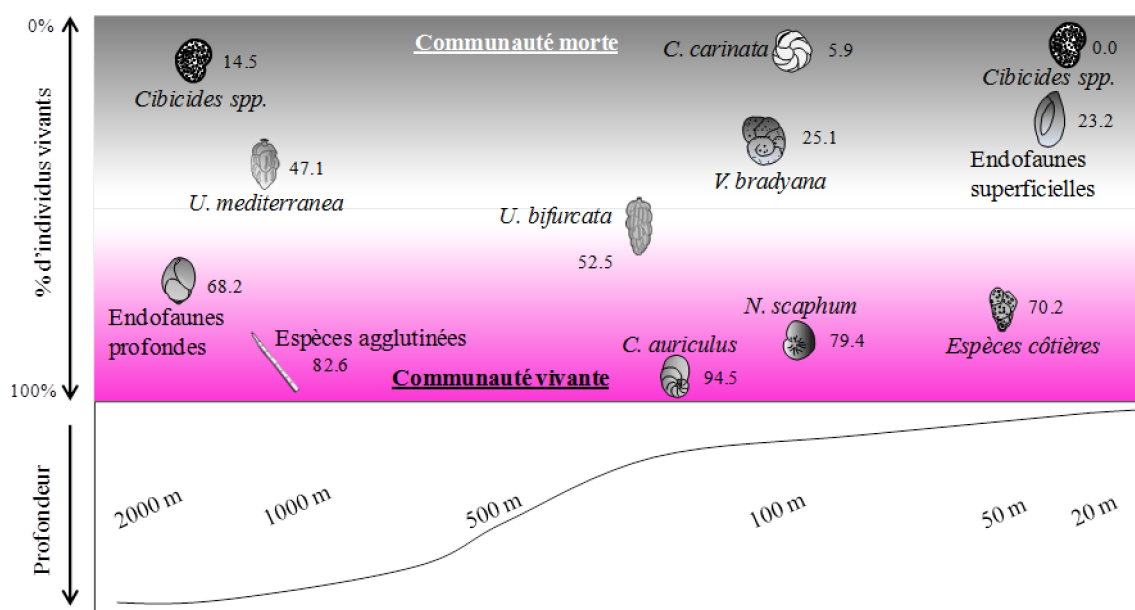 0%
% d'individus vivants
100%
Communauté morte
14.5
Cibicides spp.
47.1
U. mediterranea
C. carinata
5.9
25.1
V. bradyana
0.0
Cibicides spp.
23.2
Endofaunes
superficielles
U. bifurcata
52.5
68.2
Endofaunes
profondes
Espèces agglutinées
82.6
N. scaphum
79.4
C. auriculus
94.5
70.2
Espèces côtières
Communauté vivante
Profondeur
2000 m
1000 m
500 m
100 m
50 m
20 m